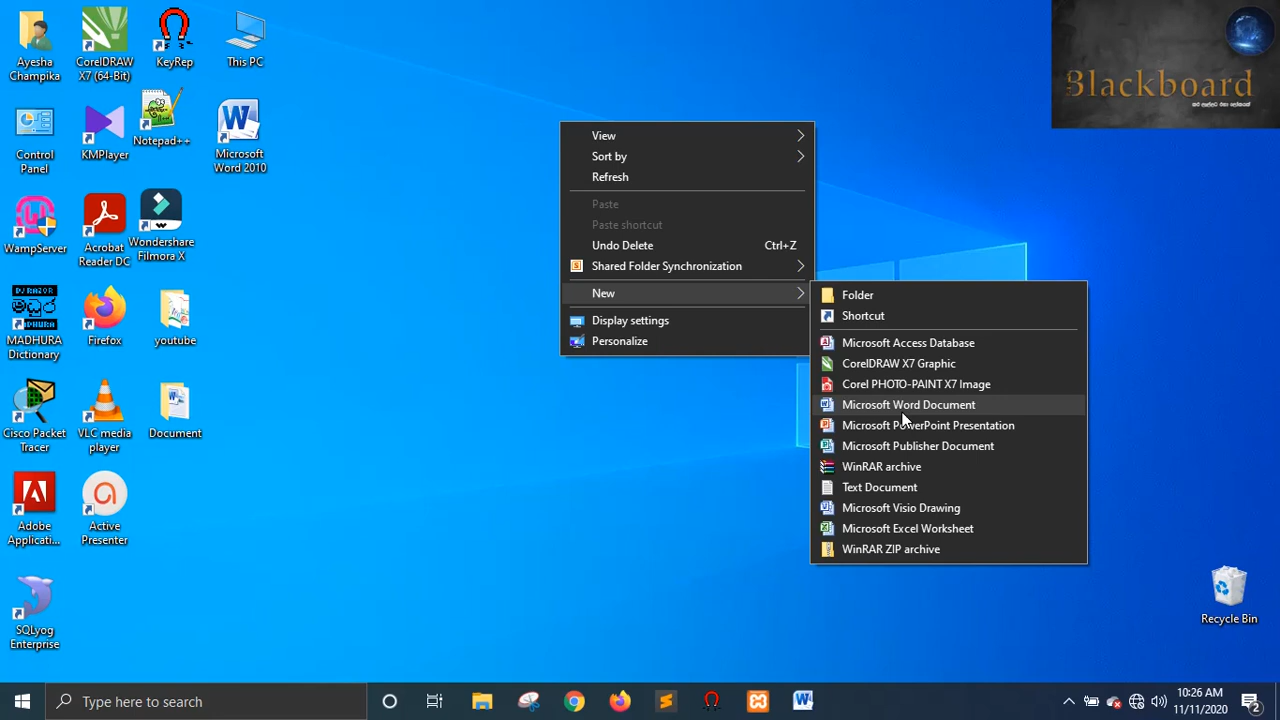 Ayesha
Champika
CorelDRAW
X7 (64-Bit)
KeyRep
This PC
Control
Panel
KMPlayer
Notepad++
Microsoft
Word 2010
WampServer
Acrobat
Reader DC
Wondershare
Filmora X
MADHURA
Dictionary
Firefox
youtube
Cisco Packet
Tracer
VLC media
player
Document
Adobe
Applicati...
Active
Presenter
SQLyog
Enterprise
Blackboard
View
Sort by
Refresh
Paste
Paste shortcut
Undo Delete Ctrl+Z
Shared Folder Synchronization
New
Display settings
Personalize
Folder
Shortcut
Microsoft Access Database
CorelDRAW X7 Graphic
Corel PHOTO-PAINT X7 Image
Microsoft Word Document
Microsoft PowerPoint Presentation
Microsoft Publisher Document
WinRAR archive
Text Document
Microsoft Visio Drawing
Microsoft Excel Worksheet
WinRAR ZIP archive
Recycle Bin
Type here to search
10:26 AM
11/11/2020
2